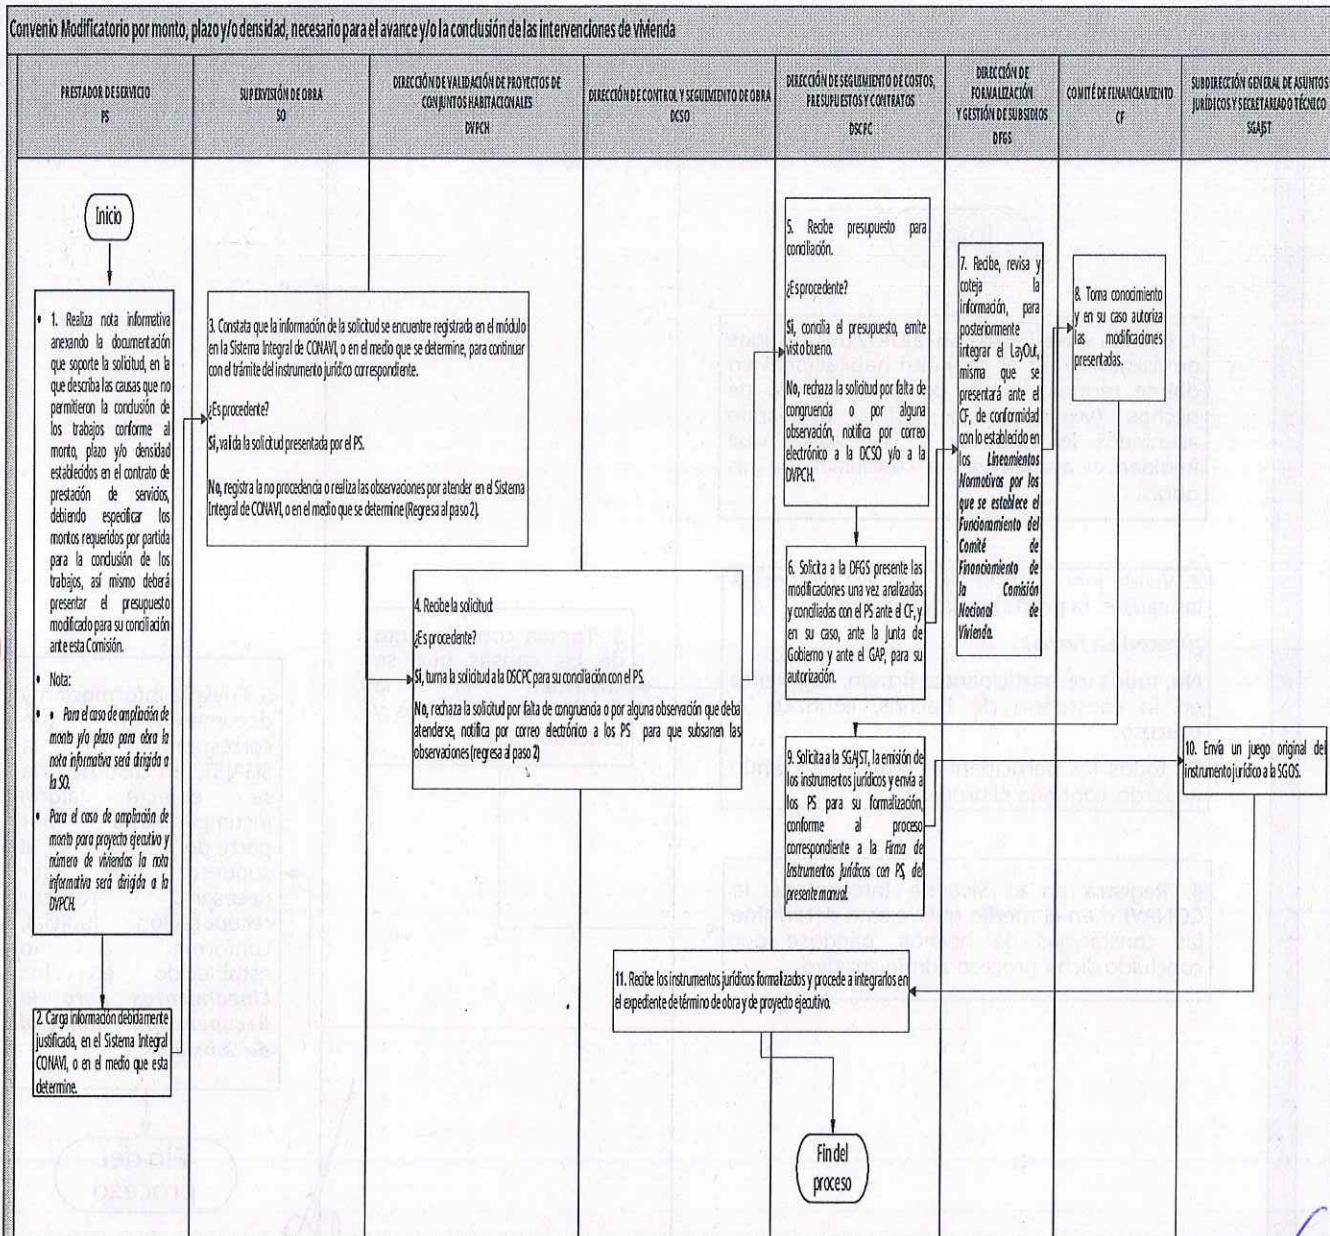 Convenio Modificatorio por monto, plazo y/o densidad, necesario para el avance y/o la conclusión de las intervenciones de vivienda
PRESTADOR DE SERVICIO
PS
SUPERVISIÓN DE OBRA
SO
DIRECCIÓN DE VALIDACIÓN DE PROYECTOS DE
CONJUNTOS HABITACIONALES
DVPCH
DIRECCIÓN DE CONTROL Y SEGUIMIENTO DE OBRA
DCSO
DIRECCIÓN DE SEGUIMIENTO DE COSTOS,
PRESUPUESTOS Y CONTRATOS
DSCPC
DIRECCIÓN DE
FORMALIZACIÓN
Y GESTIÓN DE SUBSIDIOS
DFGS
COMITÉ DE FINANCIAMIENTO
CF
SUBDIRECCIÓN GENERAL DE ASUNTOS
JURÍDICOS Y SECRETARIADO TÉCNICO
SGAJST
Inicio
• 1. Realiza nota informativa
anexando la documentación
que soporte la solicitud, en la
que describa las causas que no
permitieron la conclusión de
los trabajos conforme al
monto, plazo y/o densidad
establecidos en el contrato de
prestación de servicios,
debiendo especificar los
montos requeridos por partida
para la conclusión de los
trabajos, así mismo deberá
presentar el presupuesto
modificado para su conciliación
ante esta Comisión.
• Nota:
• • Para el caso de ampliación de
monto y/o plazo para obra la
nota informativa será dirigida a
la SO.
• Para el caso de ampliación de
monto para proyecto ejecutivo y
número de viviendas la nota
informativa será dirigida a la
DVPCH.
2. Carga información debidamente
justificada, en el Sistema Integral
CONAVI, o en el medio que esta
determine.
3. Constata que la información de la solicitud se encuentre registrada en el módulo
en la Sistema Integral de CONAVI, o en el medio que se determine, para continuar
con el trámite del instrumento jurídico correspondiente.
¿Es procedente?
Si, valida la solicitud presentada por el PS.
No, registra la no procedencia o realiza las observaciones por atender en el Sistema
Integral de CONAVI, o en el medio que se determine (Regresa al paso 2).
4. Recibe la solicitud:
¿Es procedente?
Si, turna la solicitud a la DSCPC para su conciliación con el PS.
No, rechaza la solicitud por falta de congruencia o por alguna observación que deba
atenderse, notifica por correo electrónico a los PS para que subsanen las
observaciones (regresa al paso 2)
5. Recibe presupuesto para
conciliación.
¿Es procedente?
Si, concilia el presupuesto, emite
visto bueno.
No, rechaza la solicitud por falta de
congruencia o por alguna
observación, notifica por correo
electrónico a la DCSO y/o a la
DVPCH.
6. Solicita a la DFGS presente las
modificaciones una vez analizadas
y conciliadas con el PS ante el CF, y
en su caso, ante la Junta de
Gobierno y ante el GAP, para su
autorización.
7. Recibe, revisa y
coteja la
información, para
posteriormente
integrar el LayOut,
misma que se
presentará ante el
CF, de conformidad
con lo establecido en
los Lineamientos
Normativos por los
que se establece el
Funcionamiento del
Comité de
Financiamiento de
la Comisión
Nacional de
Vivienda.
8. Toma conocimiento
y en su caso autoriza
las modificaciones
presentadas.
9. Solicita a la SGAJST, la emisión de
los instrumentos jurídicos y envía a
los PS para su formalización,
conforme al proceso
correspondiente a la Firma de
Instrumentos Jurídicos con PS, del
presente manual.
10. Envía un juego original del
instrumento jurídico a la SGOS.
11. Recibe los instrumentos jurídicos formalizados y procede a integrarlos en
el expediente de término de obra y de proyecto ejecutivo.
Fin del
proceso